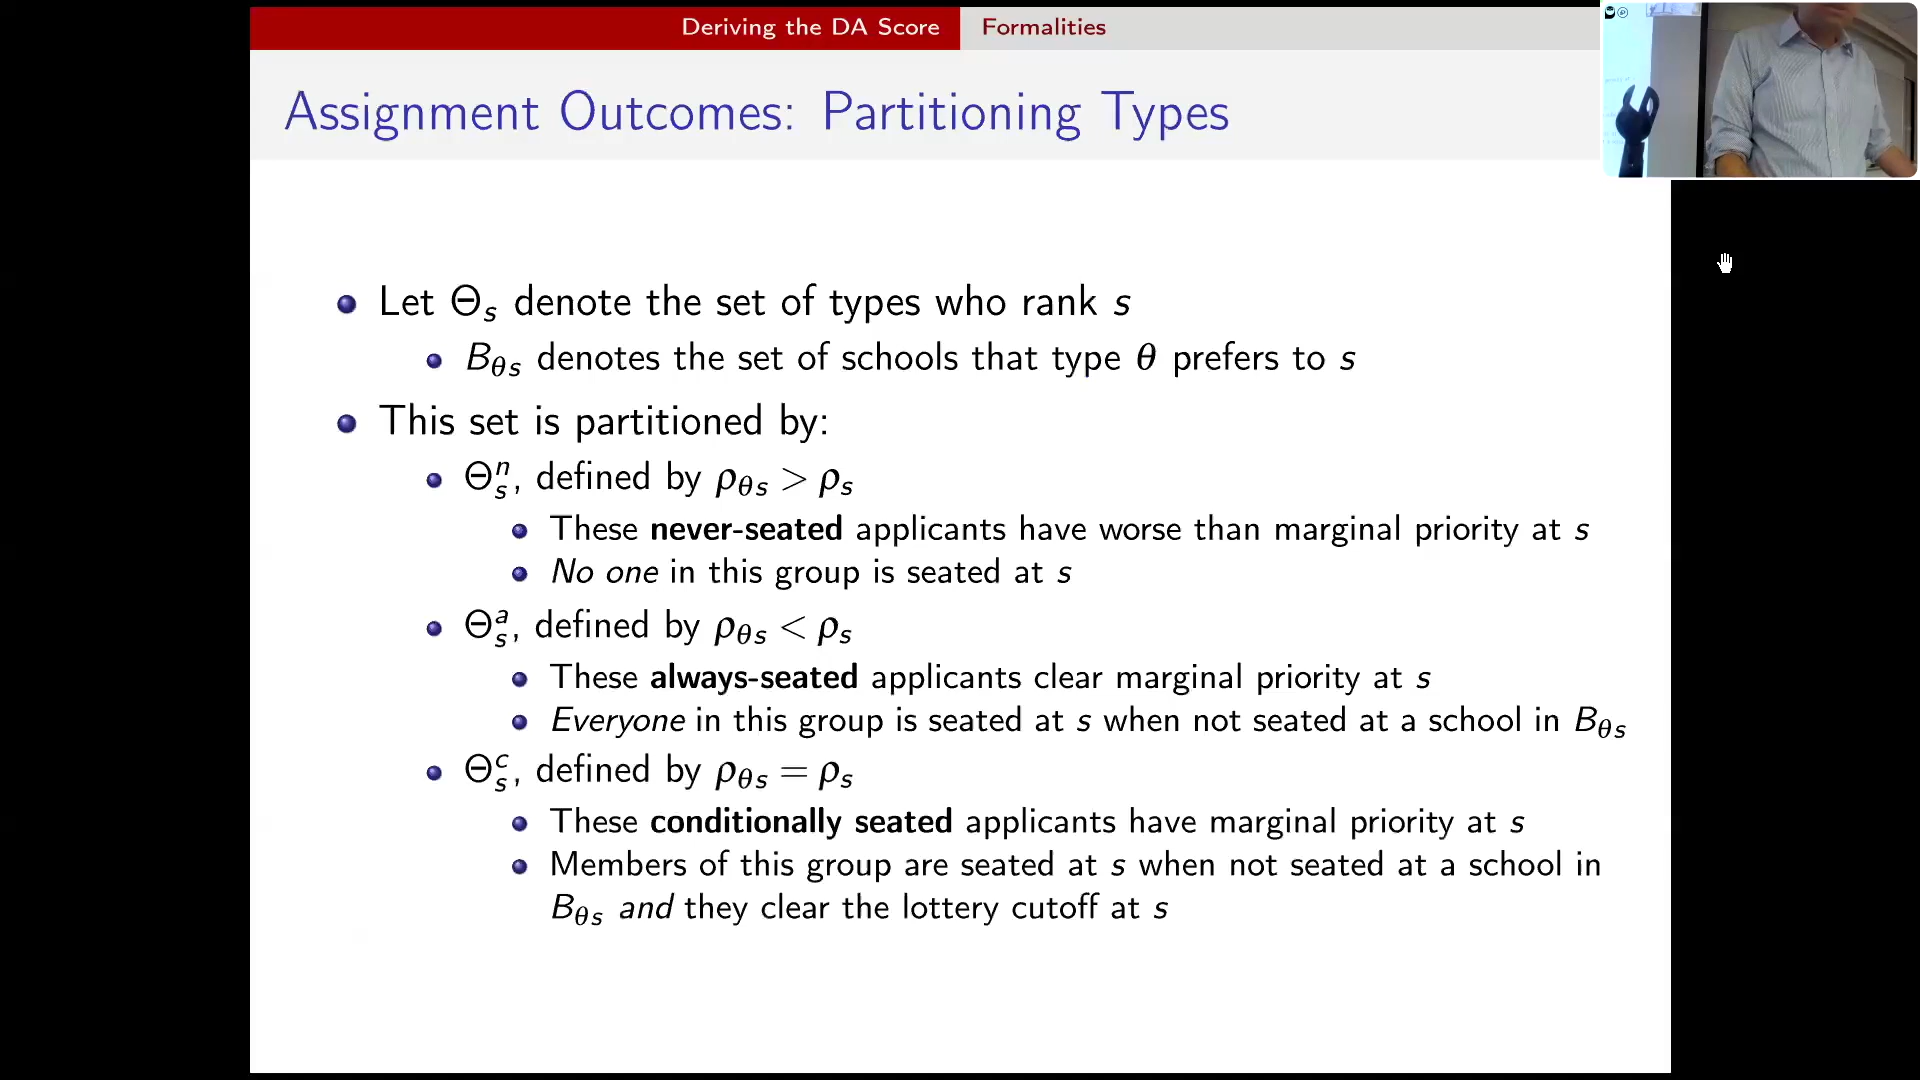 Deriving the DA Score Formalities
Assignment Outcomes: Partitioning Types
Let Θ_s denote the set of types who rank s
B_θs denotes the set of schools that type θ prefers to s
This set is partitioned by:
Θ_s^n, defined by ρ_θs > ρ_s
These never-seated applicants have worse than marginal priority at s
No one in this group is seated at s
Θ_s^a, defined by ρ_θs < ρ_s
These always-seated applicants clear marginal priority at s
Everyone in this group is seated at s when not seated at a school in B_θs
Θ_s^c, defined by ρ_θs = ρ_s
These conditionally seated applicants have marginal priority at s
Members of this group are seated at s when not seated at a school in
B_θs and they clear the lottery cutoff at s